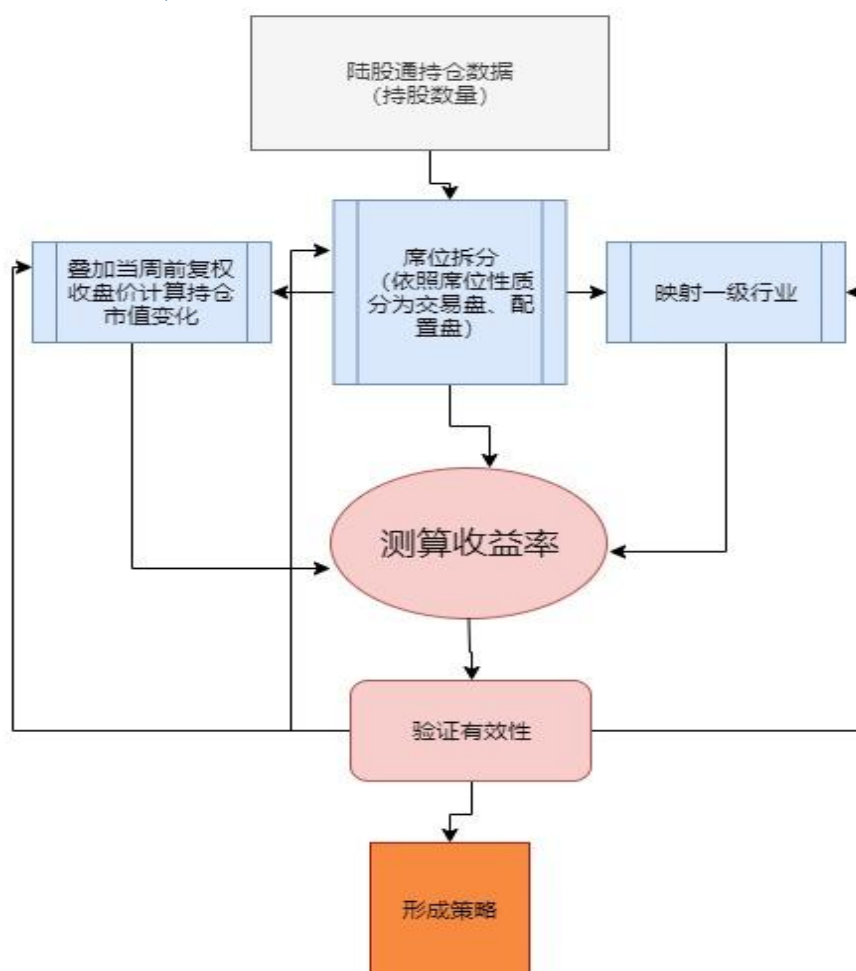 陆股通持仓数据
（持股数量）
叠加当周前复权
收盘价计算持仓
市值变化
席位拆分
（依照席位性质
分为交易盘、配
置盘）
映射一级行业
测算收益率
验证有效性
形成策略